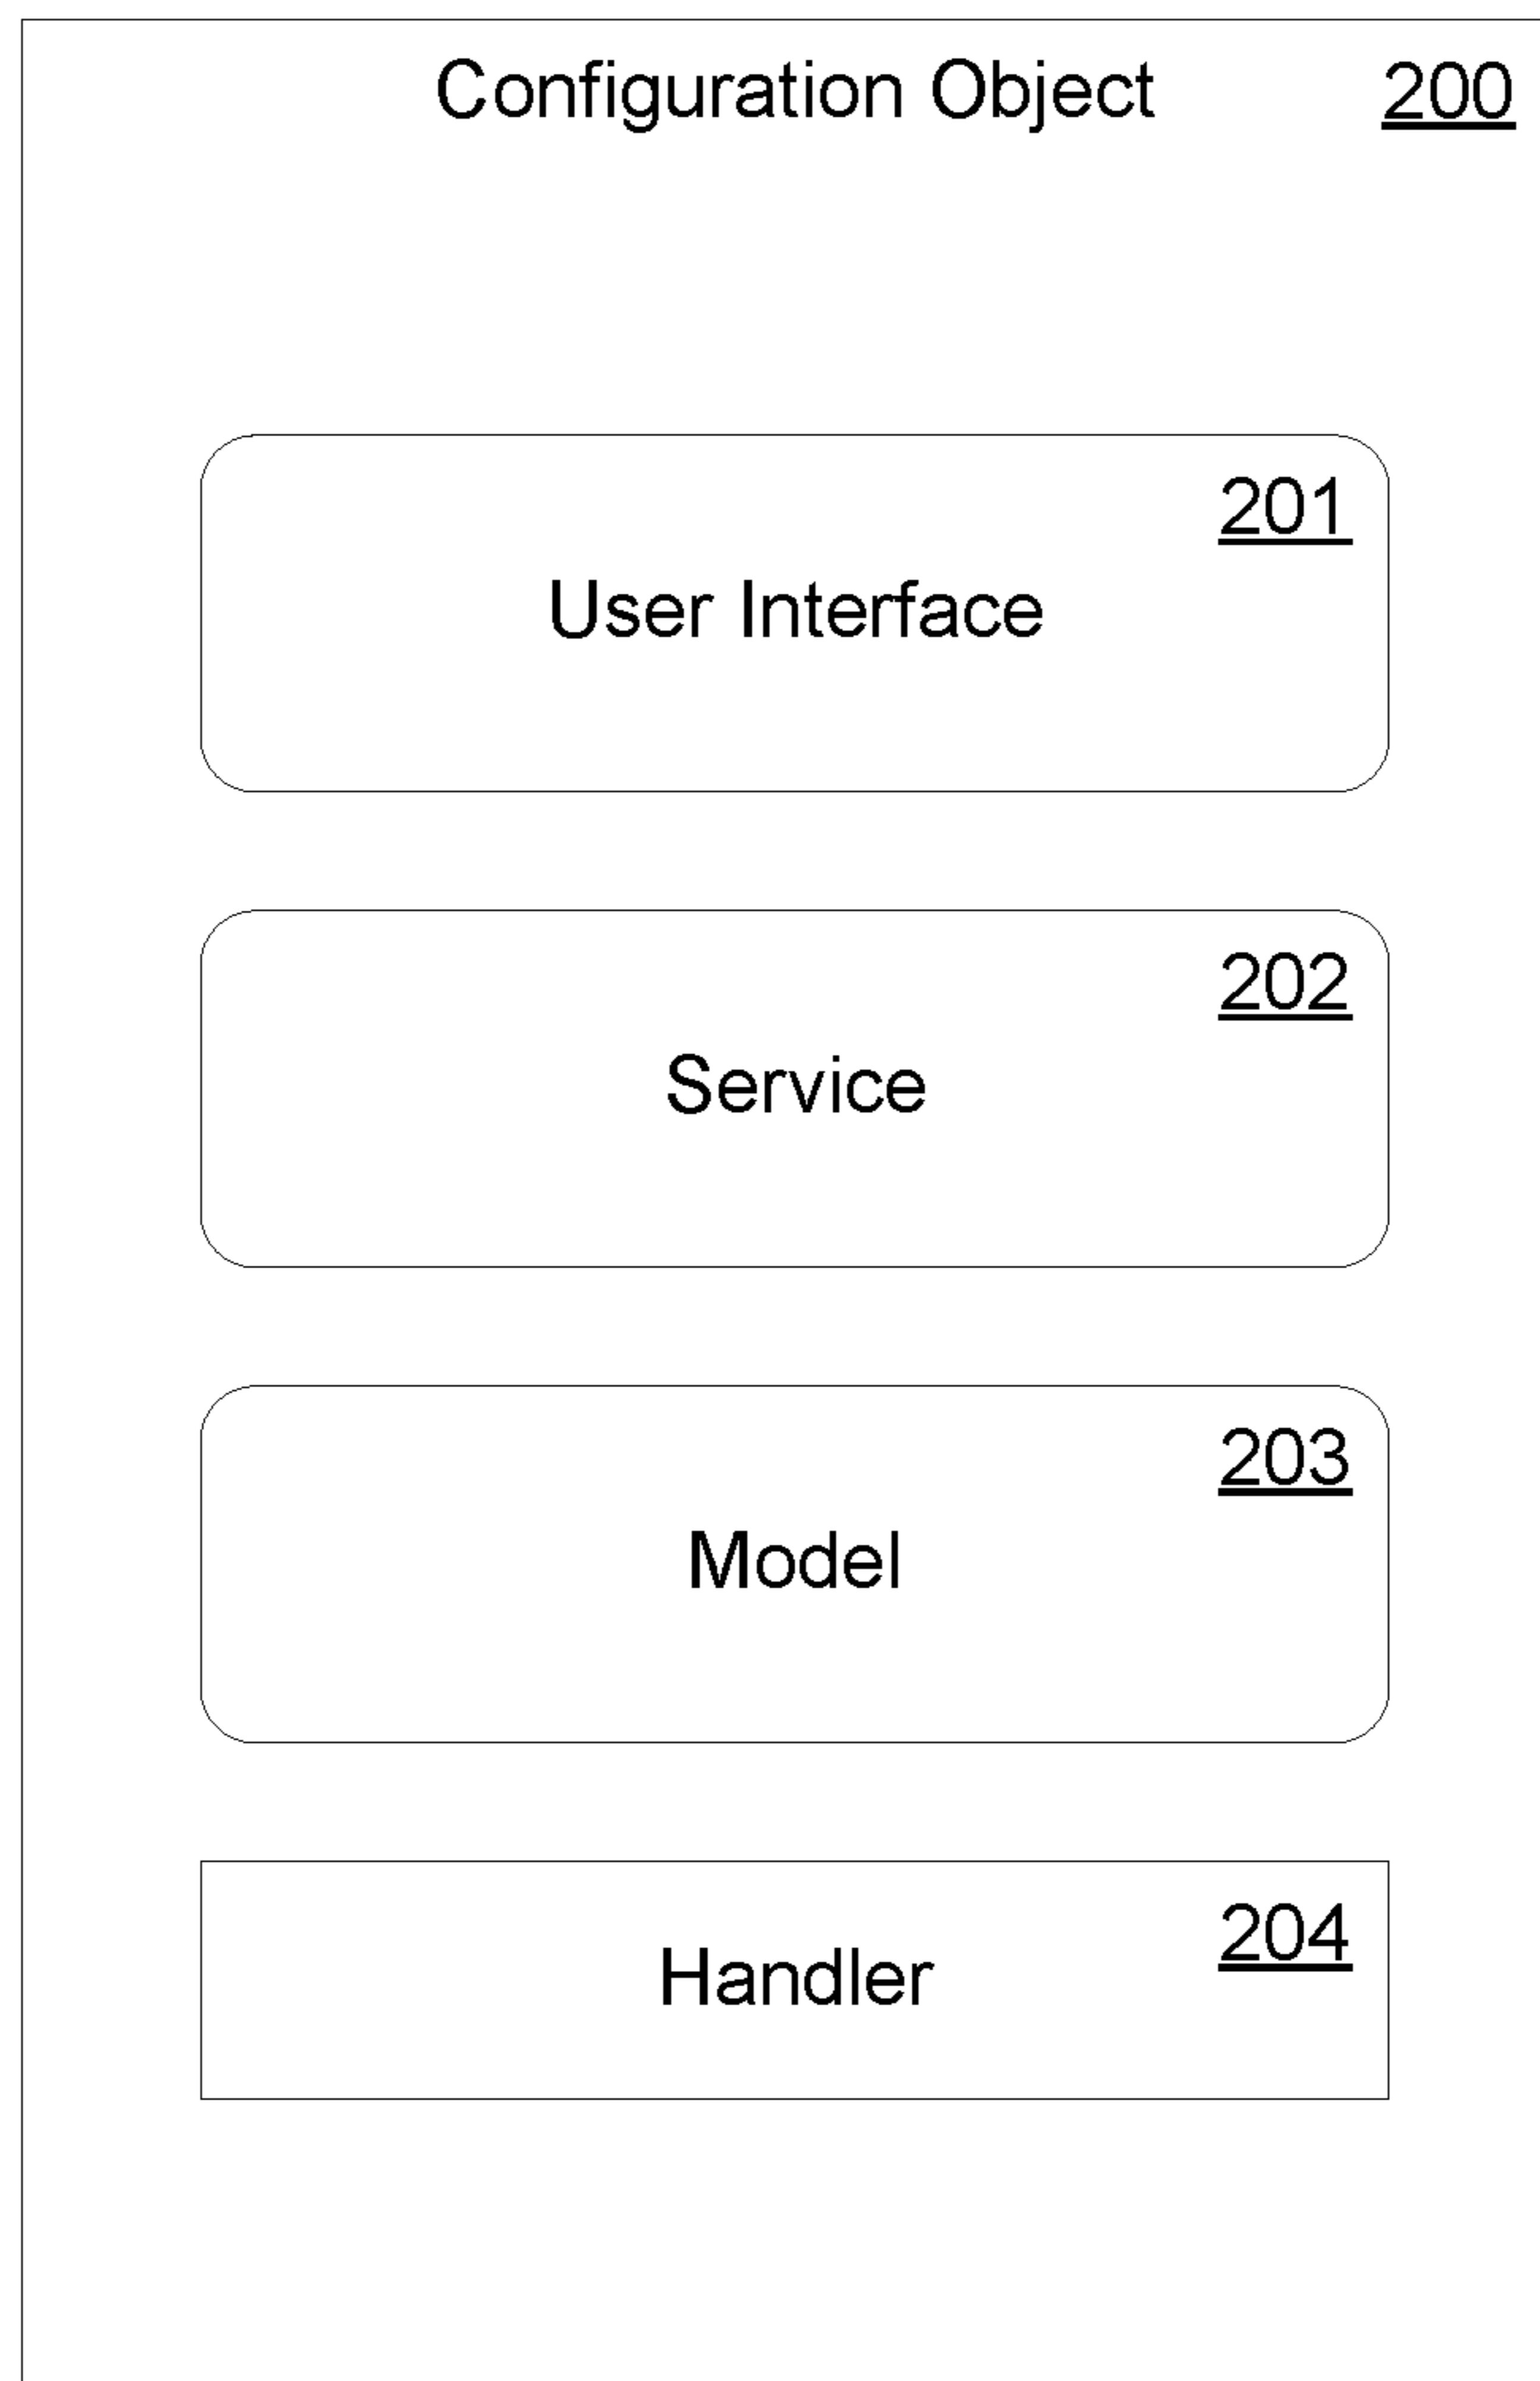 Configuration Object 200
201
User Interface
202
Service
203
Model
204
Handler